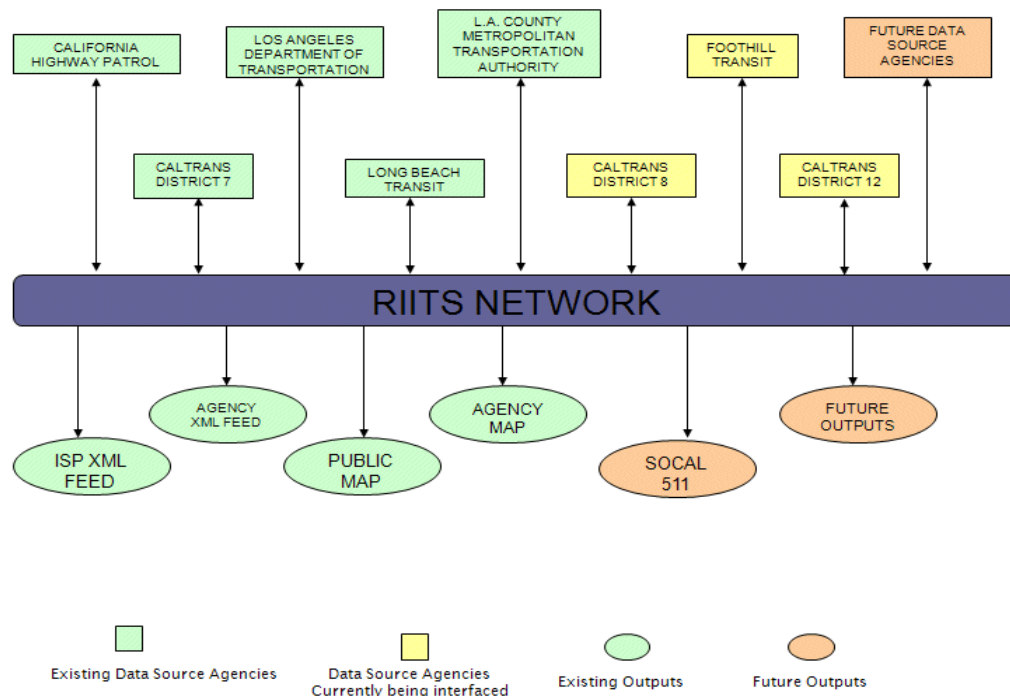 CALIFORNIA
HIGHWAY PATROL
LOS ANGELES
DEPARTMENT OF
TRANSPORTATION
L.A. COUNTY
METROPOLITAN
TRANSPORTATION
AUTHORITY
FOOTHILL
TRANSIT
FUTURE DATA
SOURCE
AGENCIES
CALTRANS
DISTRICT 7
LONG BEACH
TRANSIT
CALTRANS
DISTRICT 8
CALTRANS
DISTRICT 12
RIITS NETWORK
AGENCY
XML FEED
AGENCY
MAP
FUTURE
OUTPUTS
ISP XML
FEED
PUBLIC
MAP
SOCAL
511
Existing Data Source Agencies
Data Source Agencies
Currently being interfaced
Existing Outputs
Future Outputs